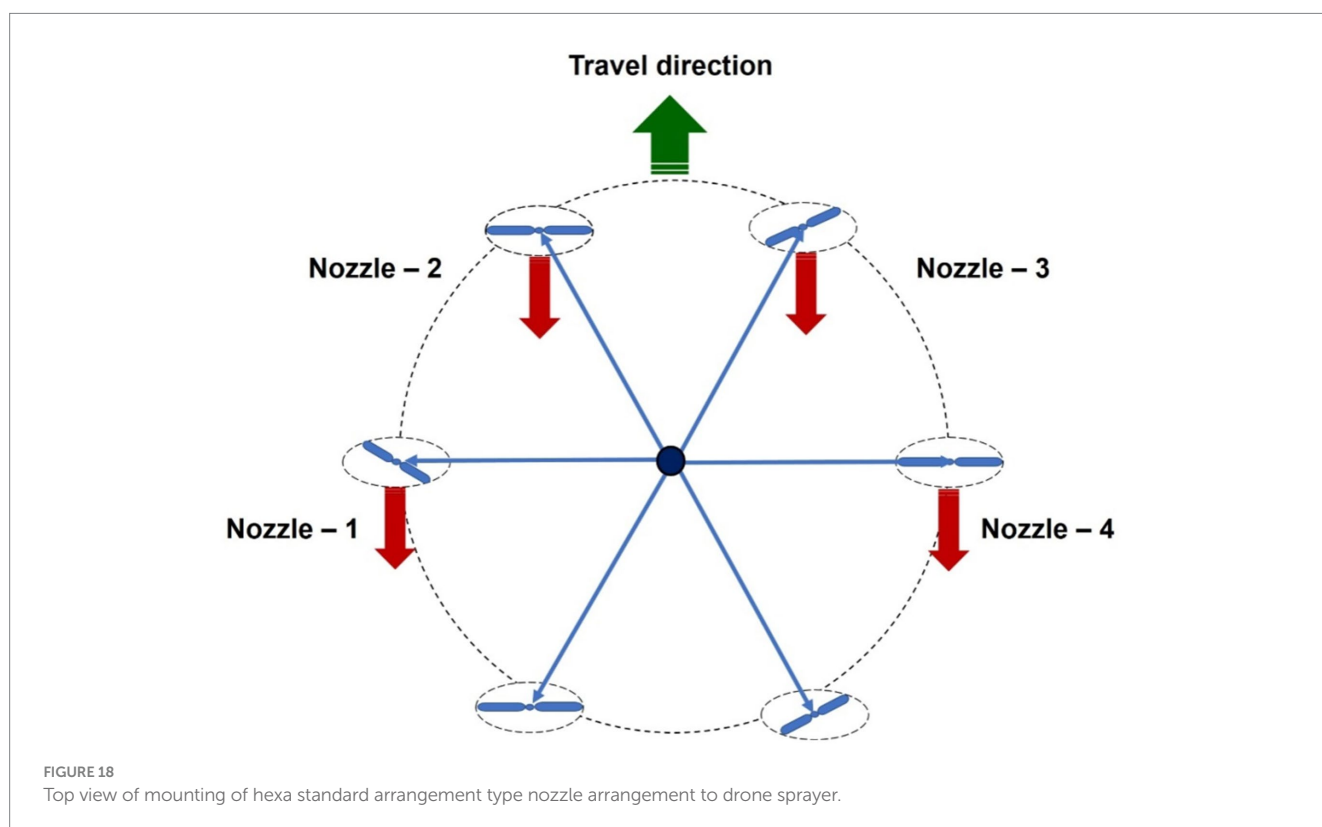 Travel direction
Nozzle – 2
Nozzle – 3
Nozzle – 1
Nozzle – 4
FIGURE 18
Top view of mounting of hexa standard arrangement type nozzle arrangement to drone sprayer.